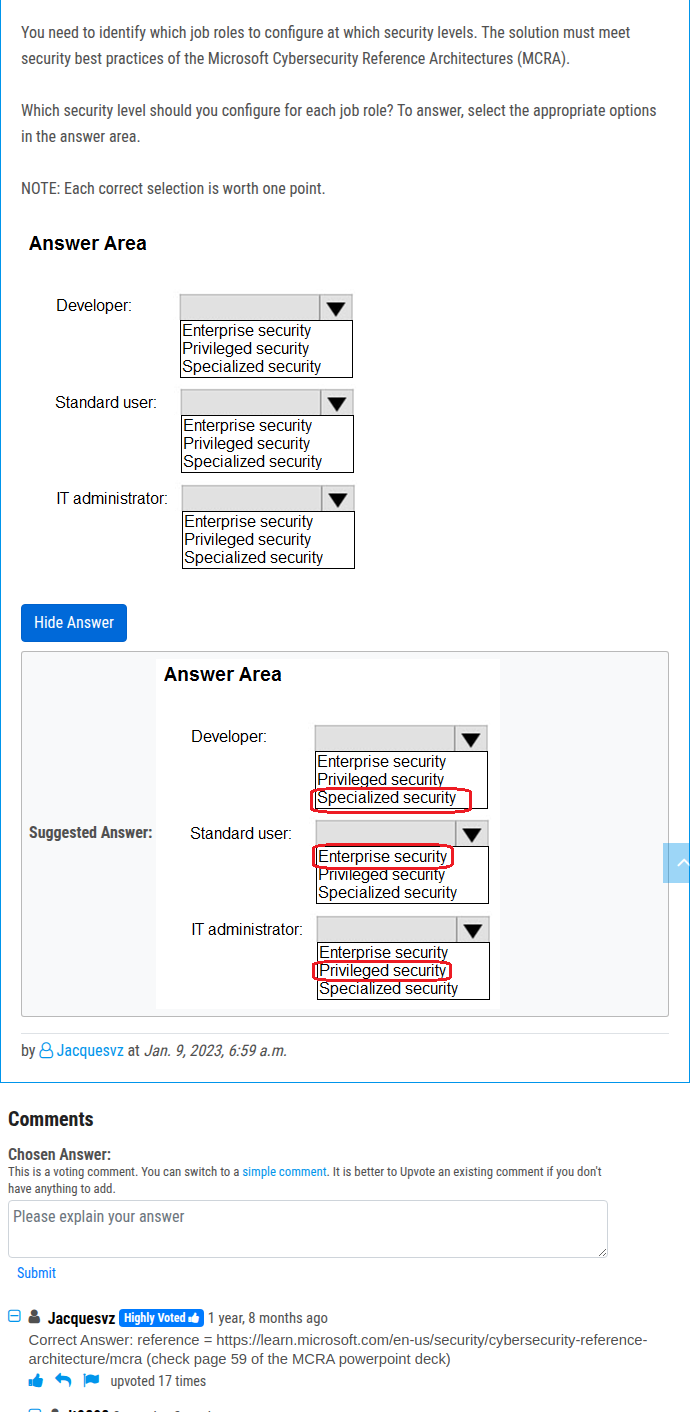 You need to identify which job roles to configure at which security levels. The solution must meet
security best practices of the Microsoft Cybersecurity Reference Architectures (MCRA).
Which security level should you configure for each job role? To answer, select the appropriate options
in the answer area.
NOTE: Each correct selection is worth one point.
Answer Area
Developer:
Enterprise security
Privileged security
Specialized security
Standard user:
Enterprise security
Privileged security
Specialized security
IT administrator:
Enterprise security
Privileged security
Specialized security
Hide Answer
Suggested Answer:
Answer Area
Developer:
Enterprise security
Privileged security
Specialized security
Standard user:
Enterprise security
Privileged security
Specialized security
IT administrator:
Enterprise security
Privileged security
Specialized security
by Jacquesvz at Jan. 9, 2023, 6:59 a.m.
Comments
Chosen Answer:
This is a voting comment. You can switch to a simple comment. It is better to Upvote an existing comment if you don't
have anything to add.
Please explain your answer
Submit
Jacquesvz Highly Voted 1 year, 8 months ago
Correct Answer: reference = https://learn.microsoft.com/en-us/security/cybersecurity-reference-
architecture/mcra (check page 59 of the MCRA powerpoint deck)
upvoted 17 times